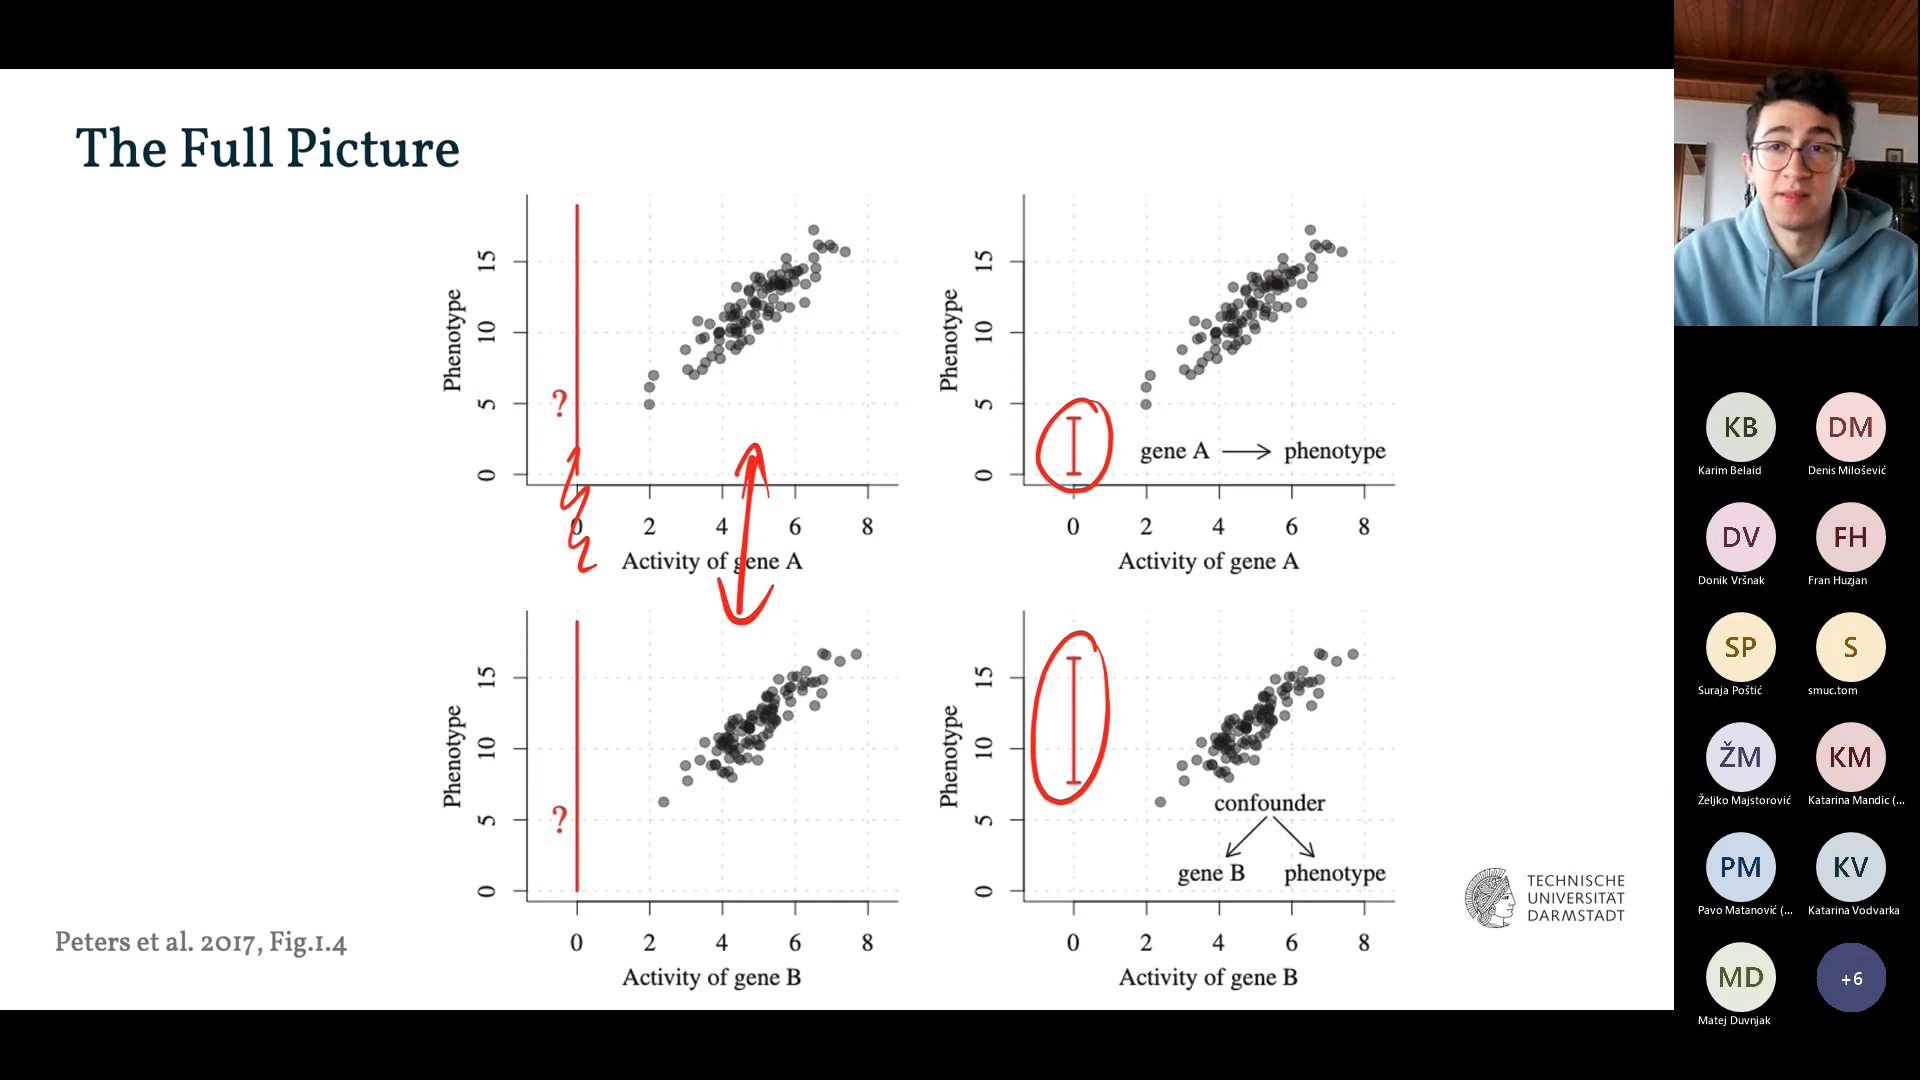 The Full Picture
Phenotype
15
10
5
0
?
0 2 4 6 8
Activity of gene A
Phenotype
15
10
5
0
gene A → phenotype
0 2 4 6 8
Activity of gene A
Phenotype
15
10
5
0
?
0 2 4 6 8
Activity of gene B
Phenotype
15
10
5
0
confounder
gene B phenotype
0 2 4 6 8
Activity of gene B
Peters et al. 2017, Fig.1.4
TECHNISCHE
UNIVERSITÄT
DARMSTADT
KB DM
Karim Belaid Denis Milošević
DV FH
Donik Vršnak Fran Huzjan
SP S
Suraja Poštić smuc.tom
ŽM KM
Željko Majstorović Katarina Mandic (...
PM KV
Pavo Matanović (... Katarina Vodvarka
MD +6
Matej Duvnjak